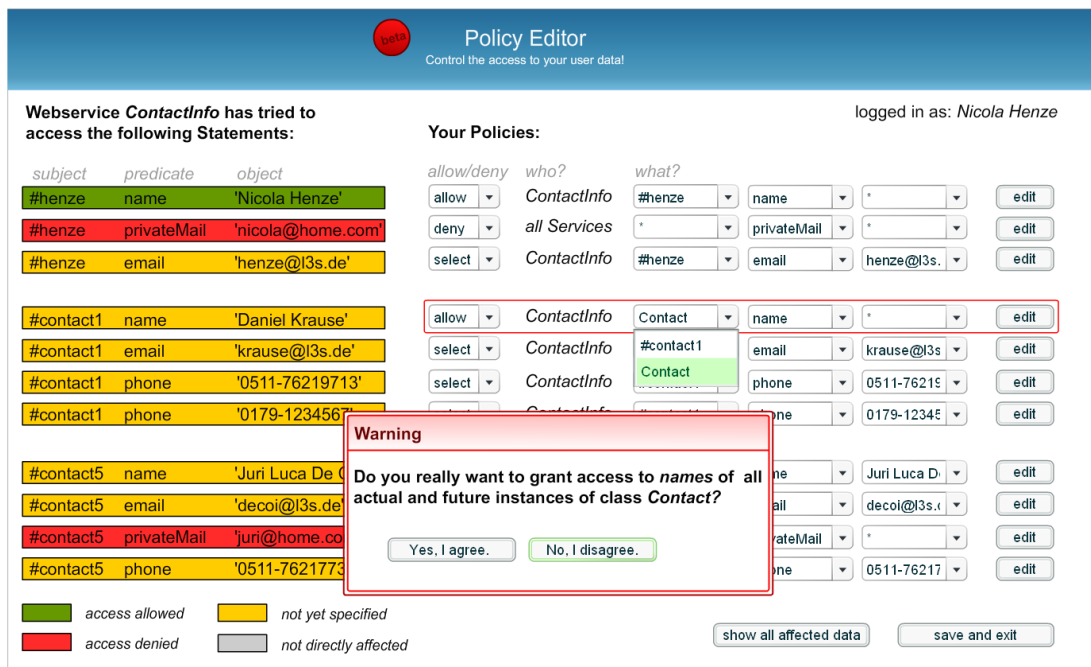 beta
Policy Editor
Control the access to your user data!
logged in as: Nicola Henze
Webservice ContactInfo has tried to
access the following Statements:
Your Policies:
subject predicate object allow/deny who? what?
#henze name 'Nicola Henze' allow ContactInfo #henze name * edit
#henze privateMail 'nicola@home.com' deny all Services * privateMail * edit
#henze email 'henze@l3s.de' select ContactInfo #henze email henze@l3s. edit
#contact1 name 'Daniel Krause' allow ContactInfo Contact name * edit
#contact1 email 'krause@l3s.de' select ContactInfo #contact1 email krause@l3s edit
Contact
#contact1 phone '0511-76219713' select ContactInfo phone 0511-7621 edit
#contact1 phone '0179-1234567' ContactInfo 0179-1234 edit
Warning
Do you really want to grant access to names of all
actual and future instances of class Contact?
Yes, I agree. No, I disagree.
#contact5 name 'Juri Luca De Juri Luca D edit
#contact5 email 'decoi@l3s.de' decoi@l3s. edit
#contact5 privateMail 'juri@home.co vateMail * edit
#contact5 phone '0511-7621773 0511-76217 edit
access allowed not yet specified
access denied not directly affected
show all affected data save and exit